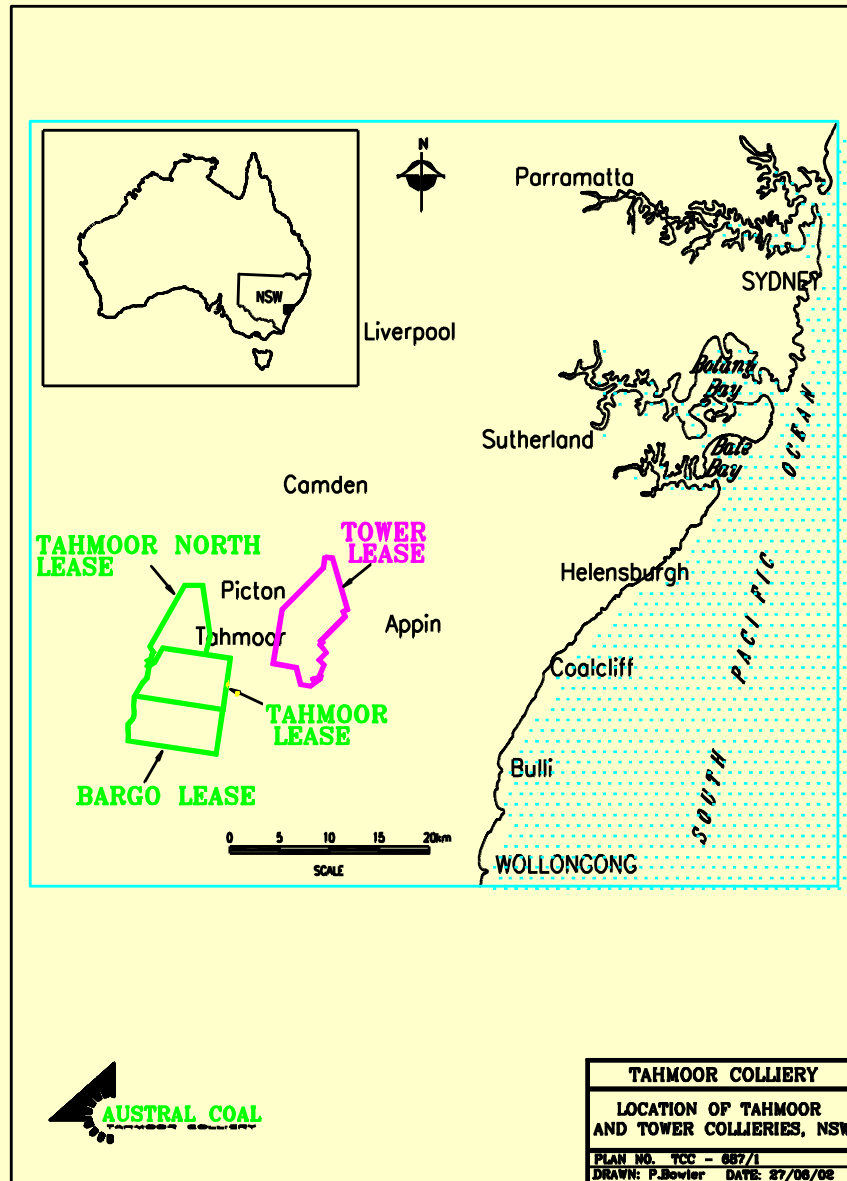 N
Parramatta
SYDNEY
NSW
Liverpool
Botany
Bay
OCEAN
Sutherland
Bate
Bay
Camden
TAHMOOR NORTH
LEASE
TOWER
LEASE
Helensburgh
PACIFIC
Picton
Appin
Tahmoor
Coalcliff
TAHMOOR
LEASE
Bulli
SOUTH
BARGO LEASE
0 5 10 15 20km
SCALE
WOLLONGONG
AUSTRAL COAL
TAHMOOR COLLIERY
TAHMOOR COLLIERY
LOCATION OF TAHMOOR
AND TOWER COLLIERIES, NSW
PLAN NO. TCC - 687/1
DRAWN: P.Bowler DATE: 27/06/02